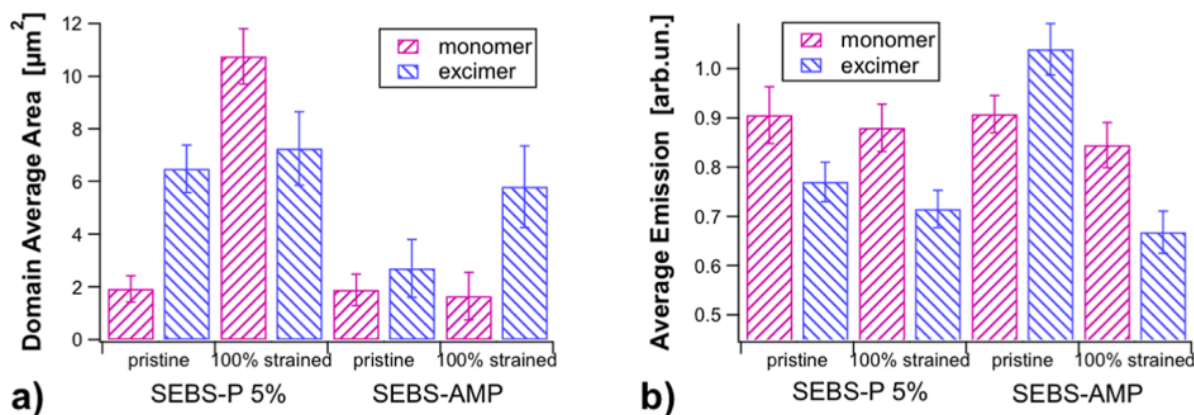 12
10
8
6
4
2
0
Domain Average Area [µm²]
monomer
excimer
pristine 100% strained pristine 100% strained
SEBS-P 5% SEBS-AMP
a)
1.0
0.9
0.8
0.7
0.6
0.5
Average Emission [arb.un.]
monomer
excimer
pristine 100% strained pristine 100% strained
SEBS-P 5% SEBS-AMP
b)